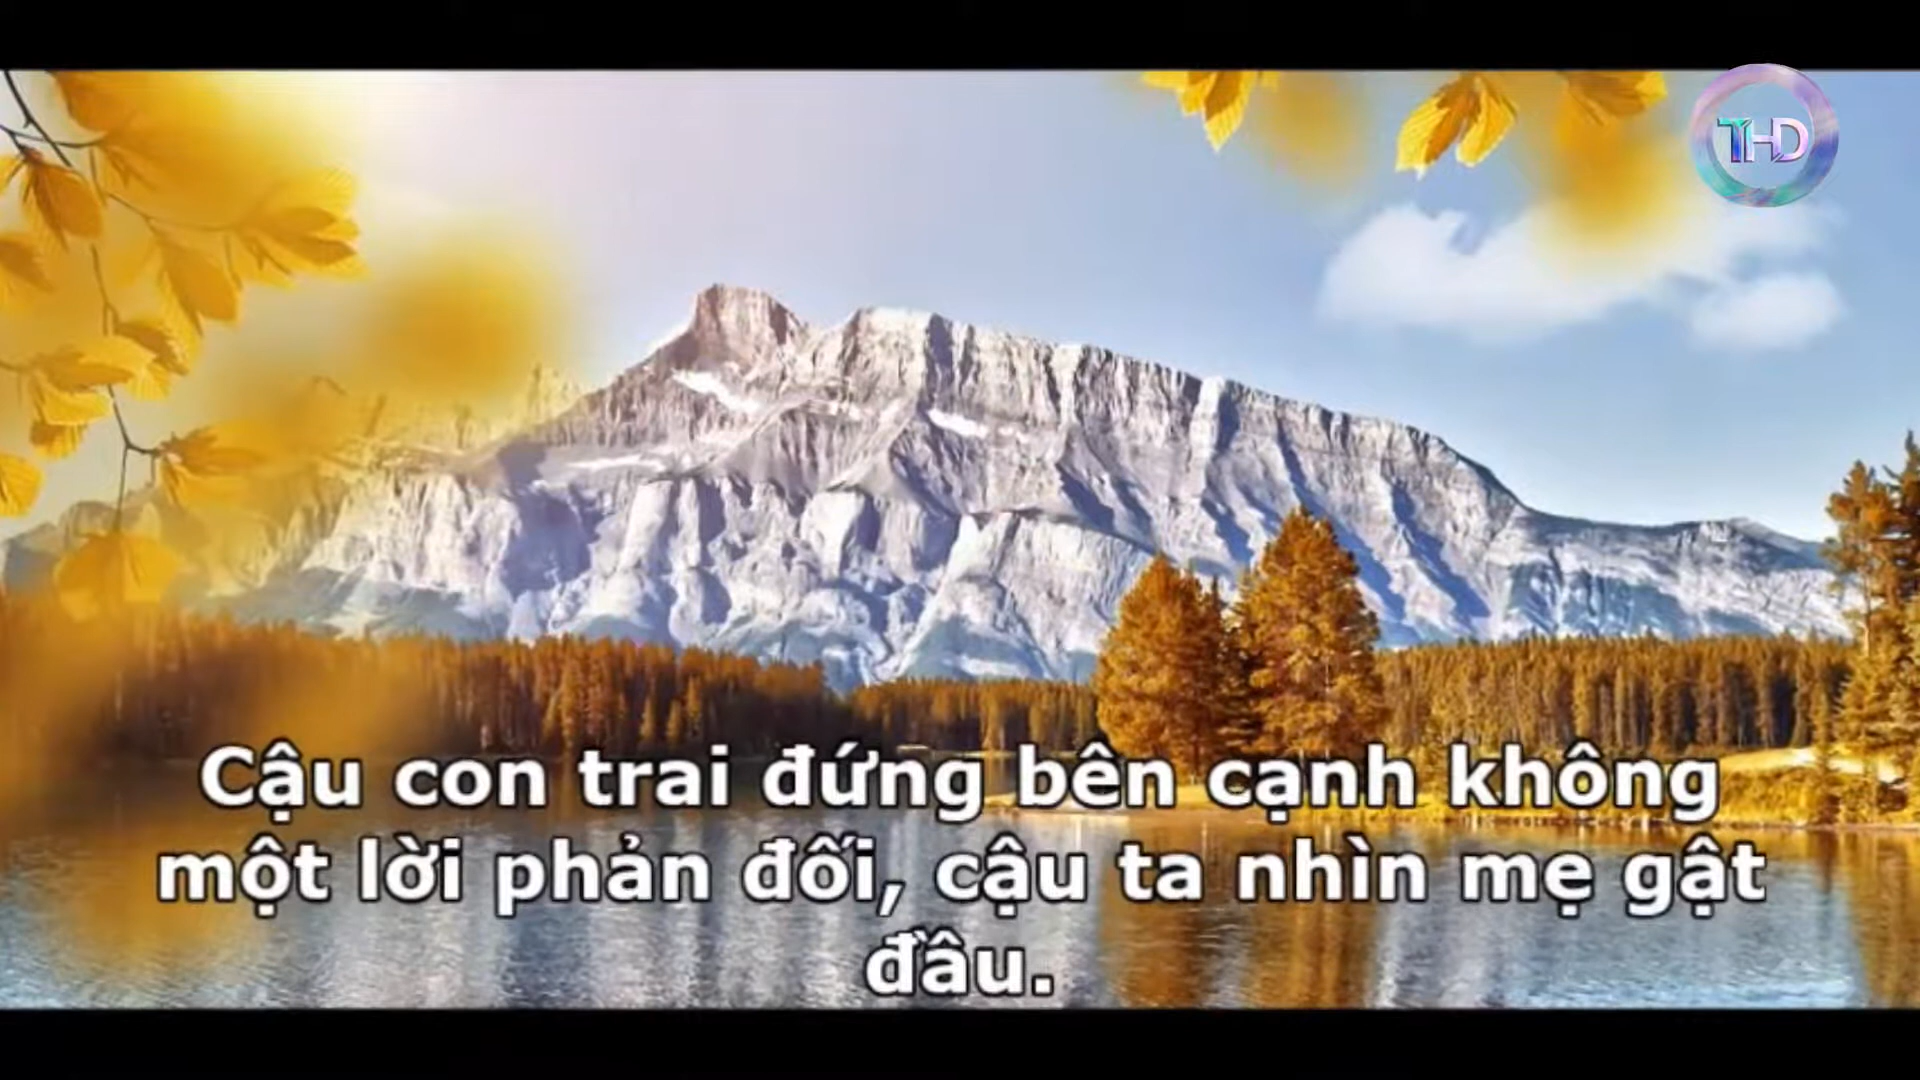 THD
Cậu con trai đứng bên cạnh không
một lời phản đối, cậu ta nhìn mẹ gật
đầu.